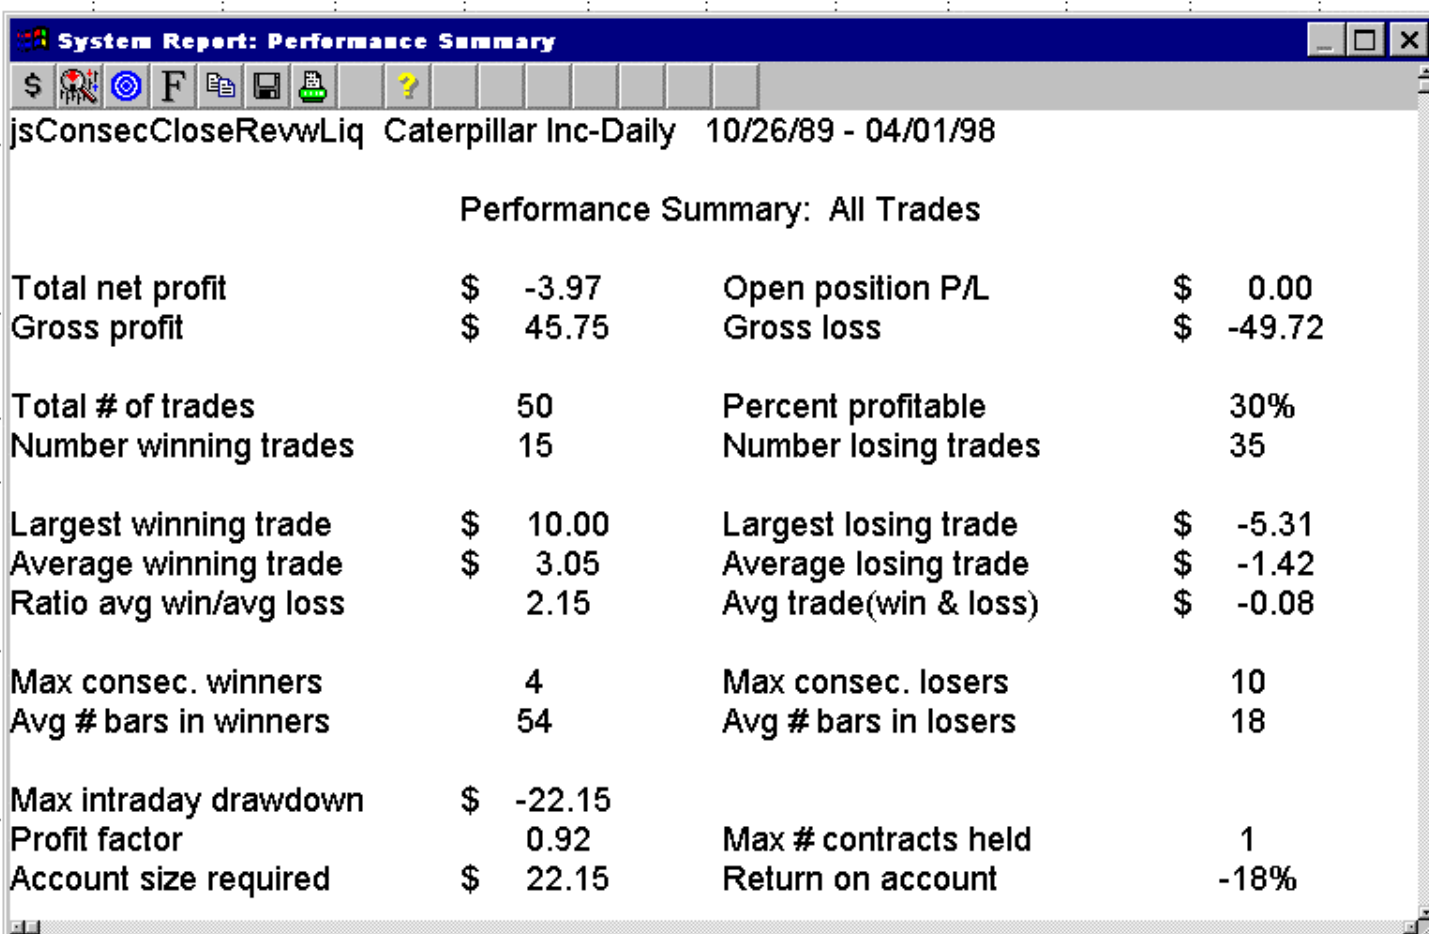 System Report: Performance Summary
$ F ?
jsConsecCloseRevwLiq Caterpillar Inc-Daily 10/26/89 - 04/01/98
Performance Summary: All Trades
Total net profit $ -3.97 Open position P/L $ 0.00
Gross profit $ 45.75 Gross loss $ -49.72
Total # of trades 50 Percent profitable 30%
Number winning trades 15 Number losing trades 35
Largest winning trade $ 10.00 Largest losing trade $ -5.31
Average winning trade $ 3.05 Average losing trade $ -1.42
Ratio avg win/avg loss 2.15 Avg trade(win & loss) $ -0.08
Max consec. winners 4 Max consec. losers 10
Avg # bars in winners 54 Avg # bars in losers 18
Max intraday drawdown $ -22.15
Profit factor 0.92 Max # contracts held 1
Account size required $ 22.15 Return on account -18%